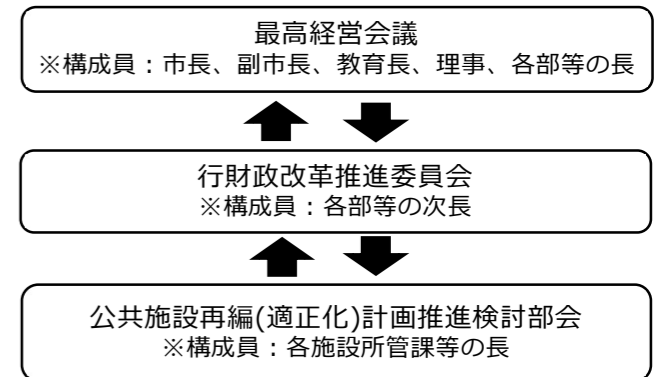 最高経営会議
※構成員：市長、副市長、教育長、理事、各部等の長
行財政改革推進委員会
※構成員：各部等の次長
公共施設再編(適正化)計画推進検討部会
※構成員：各施設所管課等の長